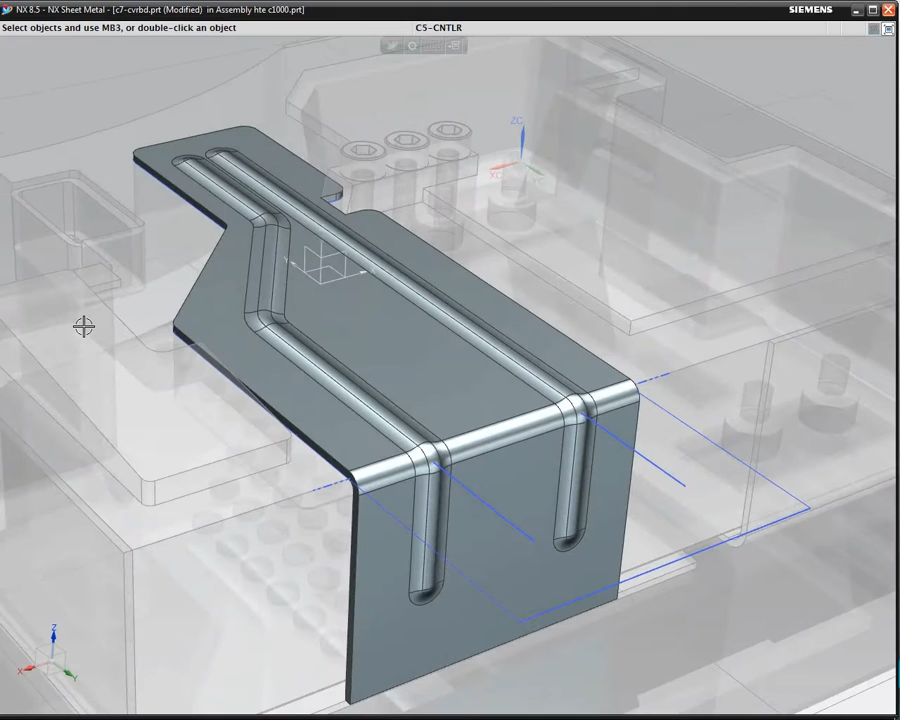 NX 8.5 - NX Sheet Metal - [c7-cvrbd.prt (Modified)  in Assembly hte c1000.prt]
SIEMENS
Select objects and use MB3, or double-click an object
C5-CNTLR
ZC
XC
YC
Z
X
Y